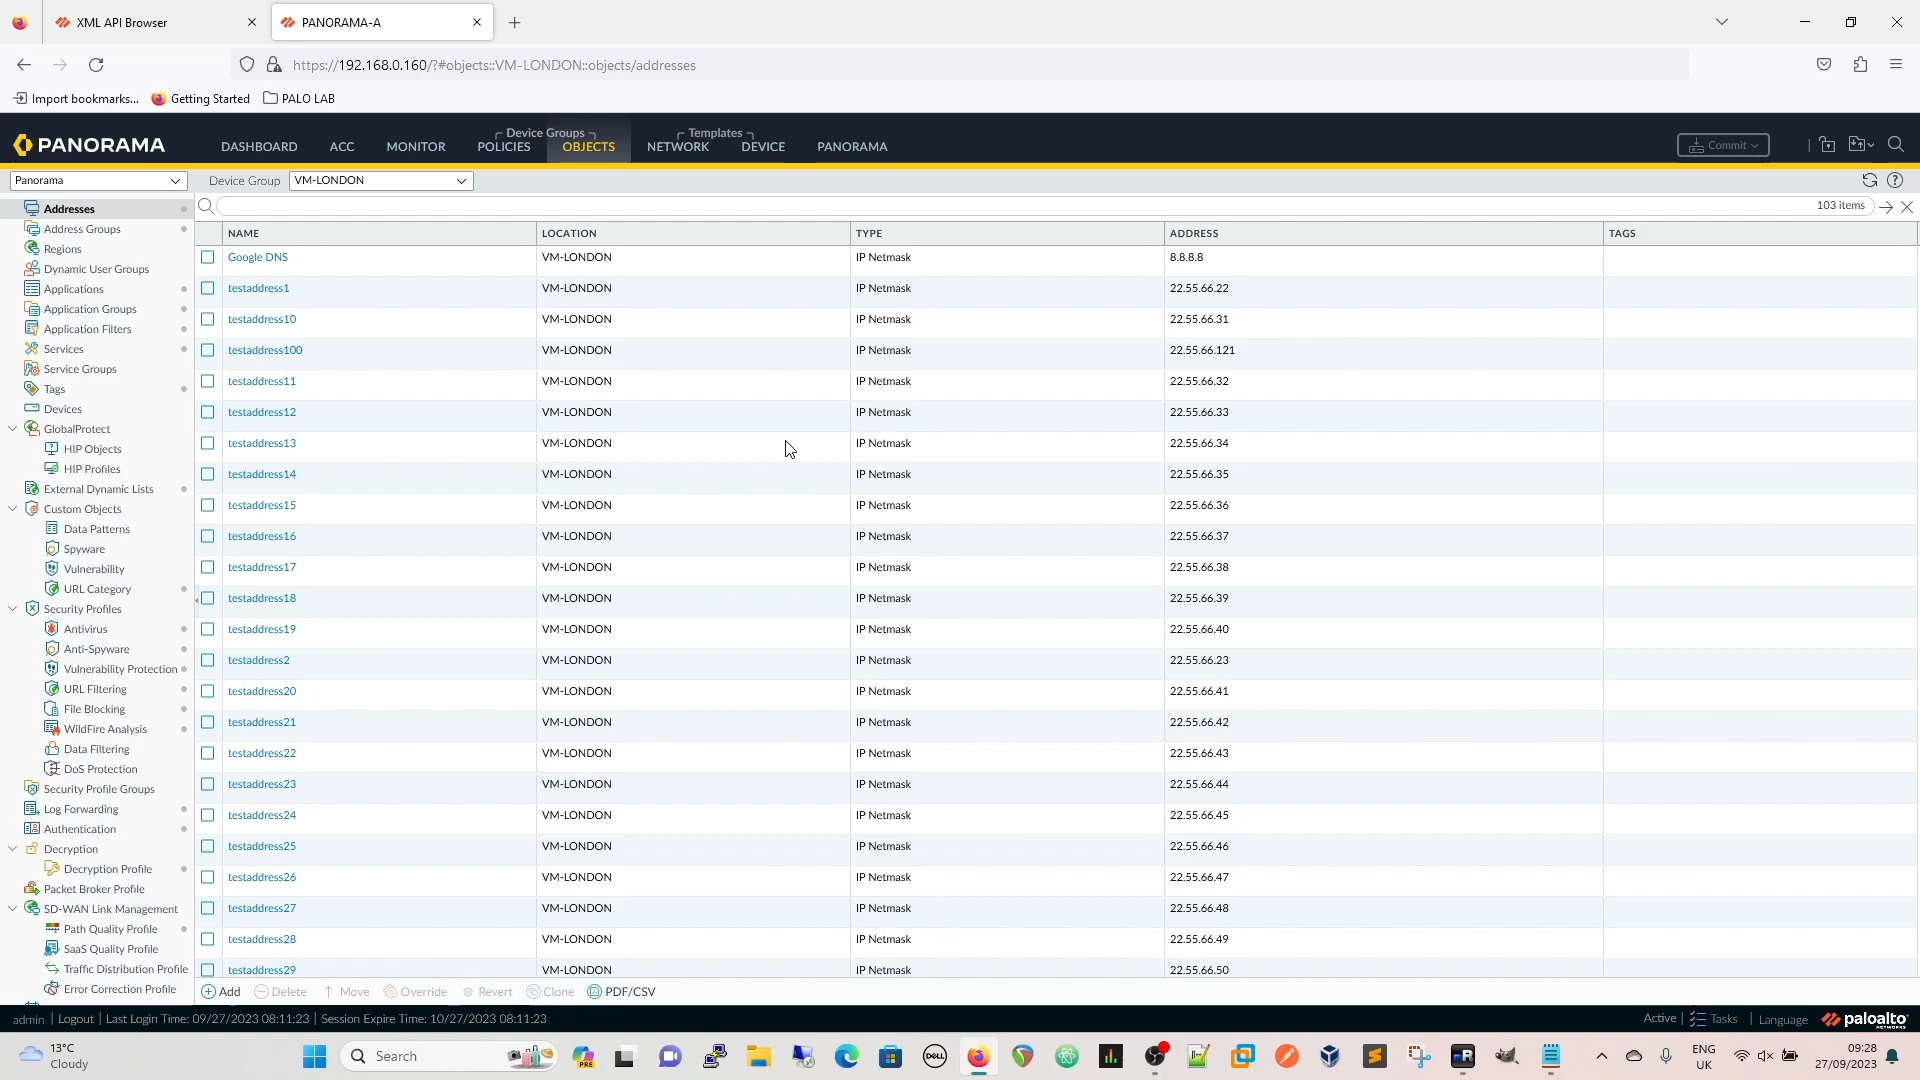 XML API Browser
PANORAMA-A
https://192.168.0.160/?#objects::VM-LONDON::objects/addresses
Import bookmarks...
Getting Started
PALO LAB
PANORAMA
DASHBOARD
ACC
MONITOR
Device Groups
POLICIES
OBJECTS
Templates
NETWORK
DEVICE
PANORAMA
Commit
Panorama
Device Group
VM-LONDON
103 items
Addresses
Address Groups
Regions
Dynamic User Groups
Applications
Application Groups
Application Filters
Services
Service Groups
Tags
Devices
GlobalProtect
HIP Objects
HIP Profiles
External Dynamic Lists
Custom Objects
Data Patterns
Spyware
Vulnerability
URL Category
Security Profiles
Antivirus
Anti-Spyware
Vulnerability Protection
URL Filtering
File Blocking
WildFire Analysis
Data Filtering
DoS Protection
Security Profile Groups
Log Forwarding
Authentication
Decryption
Decryption Profile
Packet Broker Profile
SD-WAN Link Management
Path Quality Profile
SaaS Quality Profile
Traffic Distribution Profile
Error Correction Profile
NAME LOCATION TYPE ADDRESS TAGS
Google DNS VM-LONDON IP Netmask 8.8.8.8
testaddress1 VM-LONDON IP Netmask 22.55.66.22
testaddress10 VM-LONDON IP Netmask 22.55.66.31
testaddress100 VM-LONDON IP Netmask 22.55.66.121
testaddress11 VM-LONDON IP Netmask 22.55.66.32
testaddress12 VM-LONDON IP Netmask 22.55.66.33
testaddress13 VM-LONDON IP Netmask 22.55.66.34
testaddress14 VM-LONDON IP Netmask 22.55.66.35
testaddress15 VM-LONDON IP Netmask 22.55.66.36
testaddress16 VM-LONDON IP Netmask 22.55.66.37
testaddress17 VM-LONDON IP Netmask 22.55.66.38
testaddress18 VM-LONDON IP Netmask 22.55.66.39
testaddress19 VM-LONDON IP Netmask 22.55.66.40
testaddress2 VM-LONDON IP Netmask 22.55.66.23
testaddress20 VM-LONDON IP Netmask 22.55.66.41
testaddress21 VM-LONDON IP Netmask 22.55.66.42
testaddress22 VM-LONDON IP Netmask 22.55.66.43
testaddress23 VM-LONDON IP Netmask 22.55.66.44
testaddress24 VM-LONDON IP Netmask 22.55.66.45
testaddress25 VM-LONDON IP Netmask 22.55.66.46
testaddress26 VM-LONDON IP Netmask 22.55.66.47
testaddress27 VM-LONDON IP Netmask 22.55.66.48
testaddress28 VM-LONDON IP Netmask 22.55.66.49
testaddress29 VM-LONDON IP Netmask 22.55.66.50
Add Delete Move Override Revert Clone PDF/CSV
admin | Logout | Last Login Time: 09/27/2023 08:11:23 | Session Expire Time: 10/27/2023 08:11:23
Active | Tasks | Language
paloalto
NETWORKS
13°C
Cloudy
Search
PRE
DELL
ENG
UK
09:28
27/09/2023